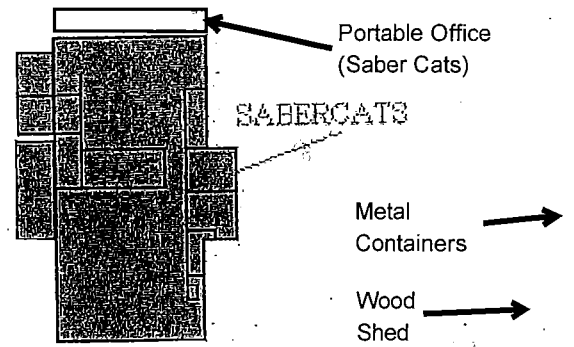 Portable Office
(Saber Cats)
SABERCATS
Metal
Containers
Wood
Shed